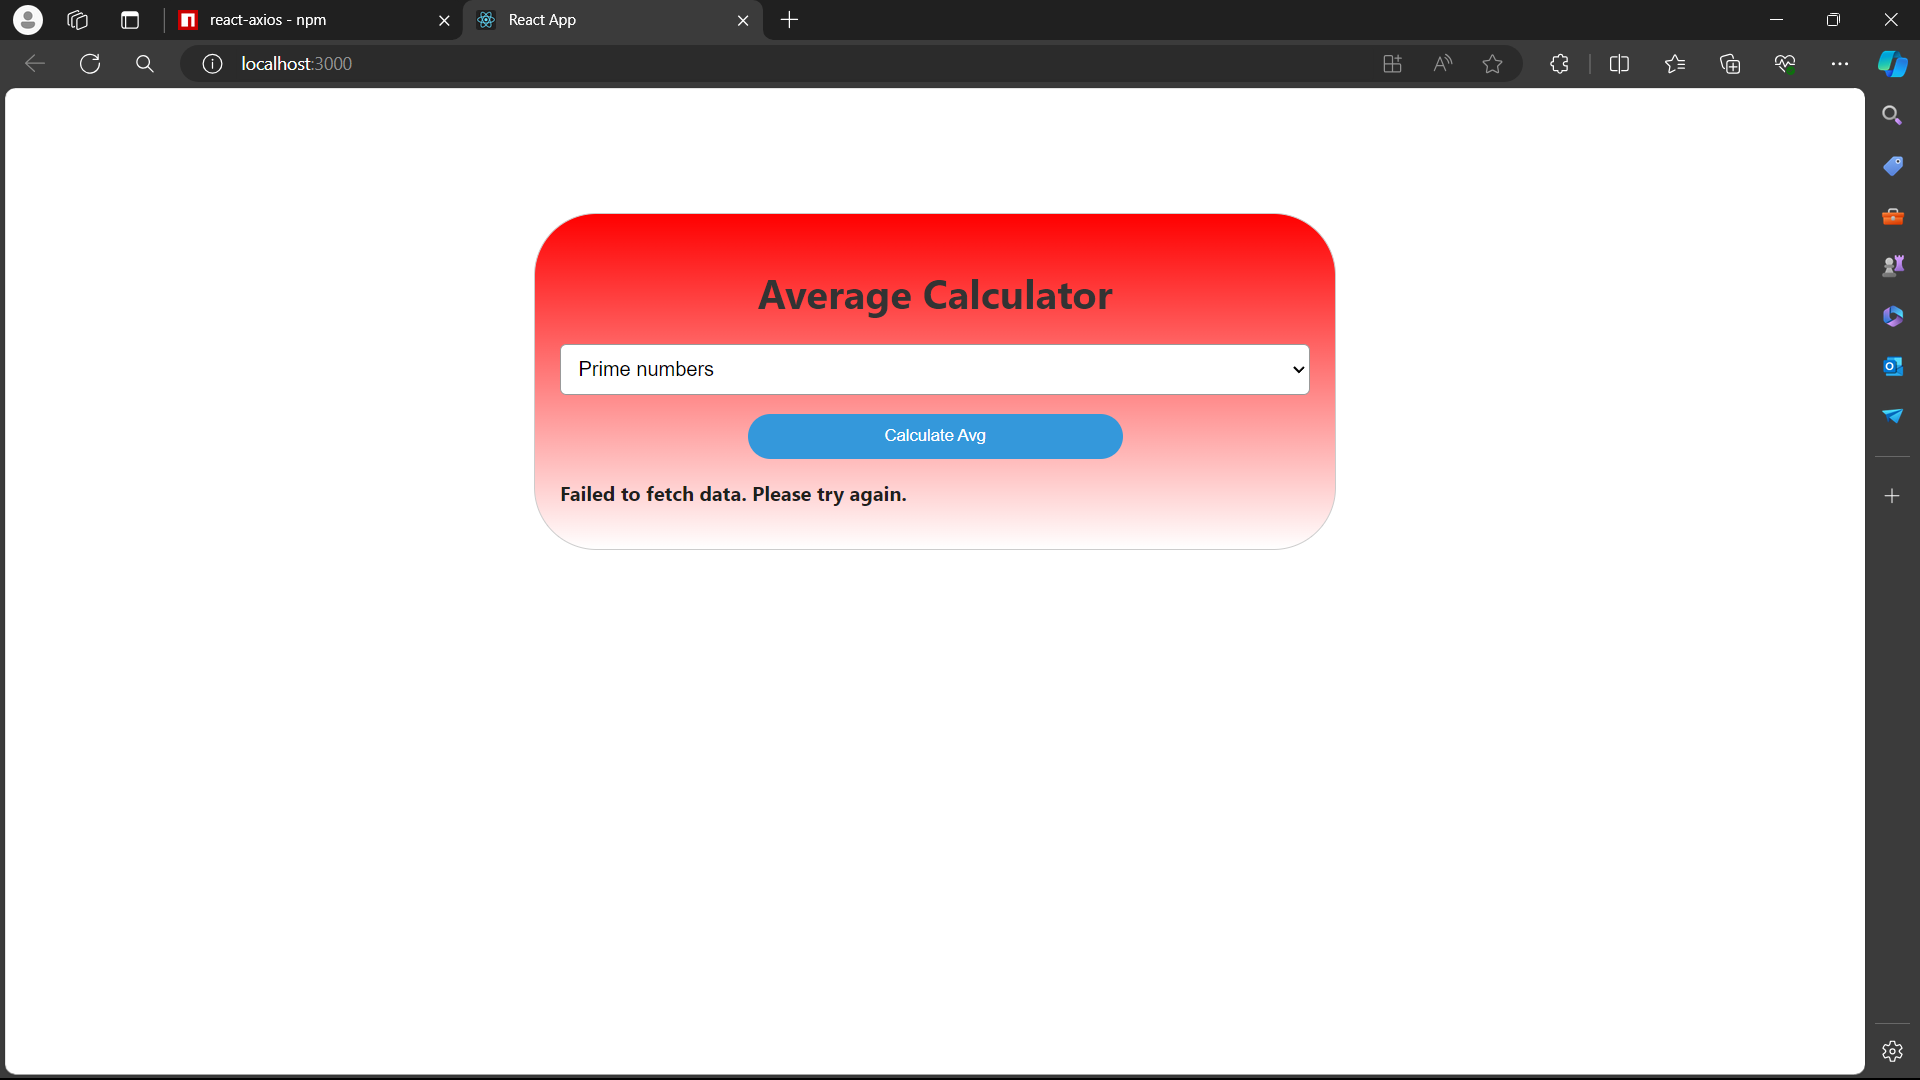 react-axios - npm
React App
localhost:3000
Average Calculator
Prime numbers
Calculate Avg
Failed to fetch data. Please try again.